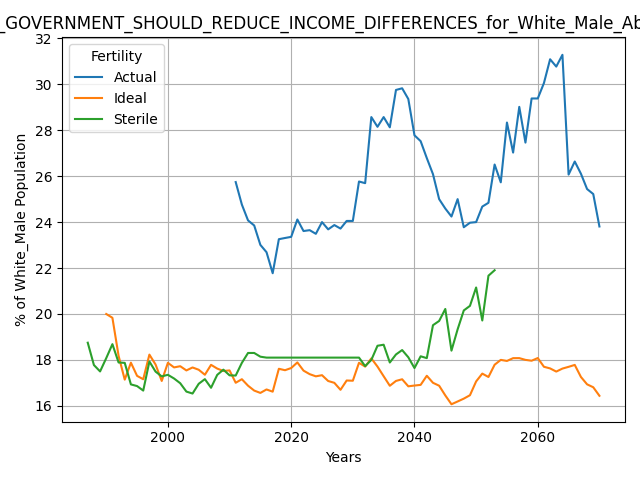 _GOVERNMENT_SHOULD_REDUCE_INCOME_DIFFERENCES_for_White_Male_Ab
Fertility
Actual
Ideal
Sterile
% of White_Male Population
32
30
28
26
24
22
20
18
16
2000 2020 2040 2060
Years